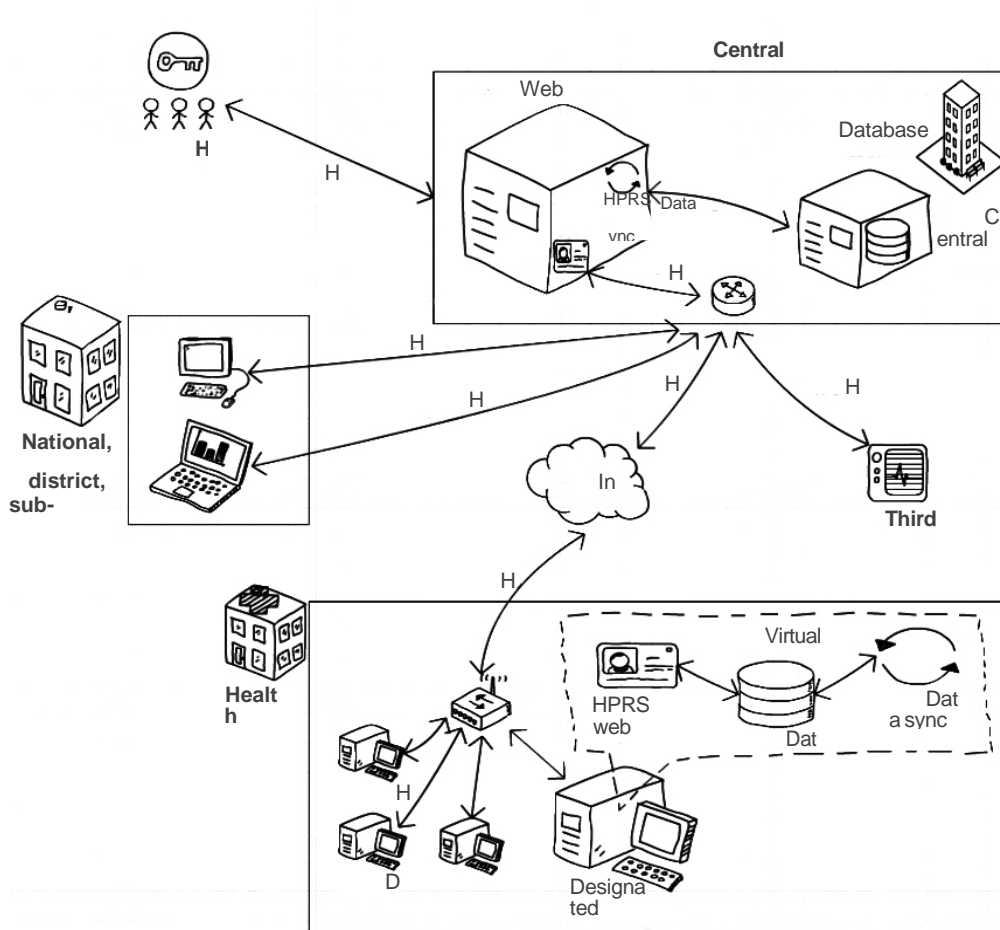 Central
Web
Database
H
H
HPRS Data
ync
C
entral
H
H
H
H
H
National,
district,
sub-
In
Third
H
Virtual
HPRS
web
Dat
Dat
a sync
Healt
h
H
D
Designa
ted